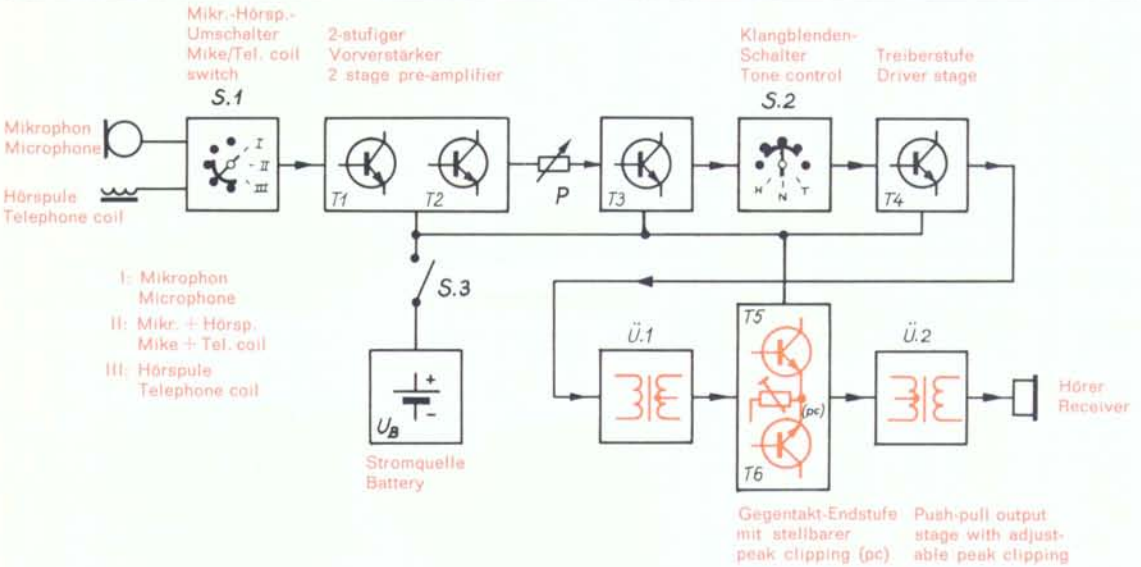 Mikr.-Hörsp.-
Umschalter
Mike/Tel. coil
switch
S.1
2-stufiger
Vorverstärker
2 stage pre-amplifier
Klangblenden-
Schalter
Tone control
S.2
Treiberstufe
Driver stage
Mikrophon
Microphone
Hörspule
Telephone coil
I
II
III
T1
T2
P
T3
H
N
T
T4
S.3
I: Mikrophon
Microphone
II: Mikr. + Hörsp.
Mike + Tel. coil
III: Hörspule
Telephone coil
+
-
UB
Stromquelle
Battery
Ü.1
T5
(pc)
T6
Ü.2
Hörer
Receiver
Gegentakt-Endstufe
mit stellbarer
peak clipping (pc)
Push-pull output
stage with adjust-
able peak clipping